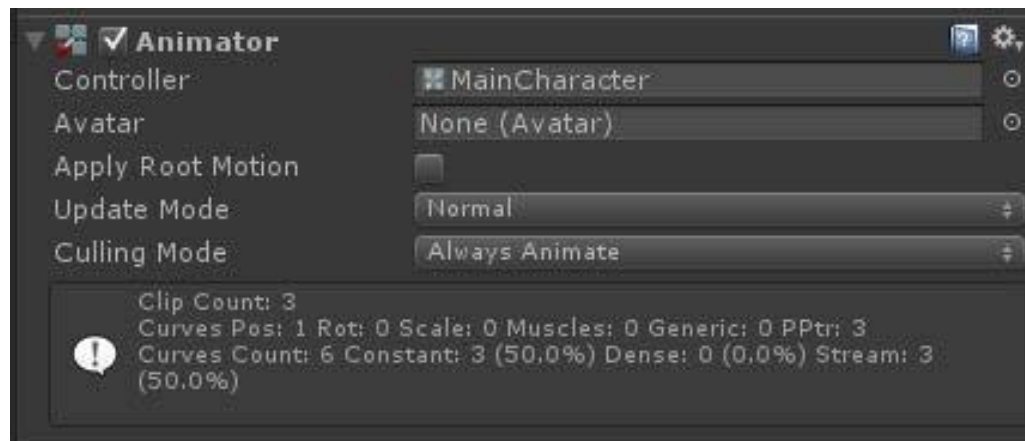 Animator
Controller MainCharacter
Avatar None (Avatar)
Apply Root Motion
Update Mode Normal
Culling Mode Always Animate
Clip Count: 3
Curves Pos: 1 Rot: 0 Scale: 0 Muscles: 0 Generic: 0 PPtr: 3
Curves Count: 6 Constant: 3 (50.0%) Dense: 0 (0.0%) Stream: 3
(50.0%)